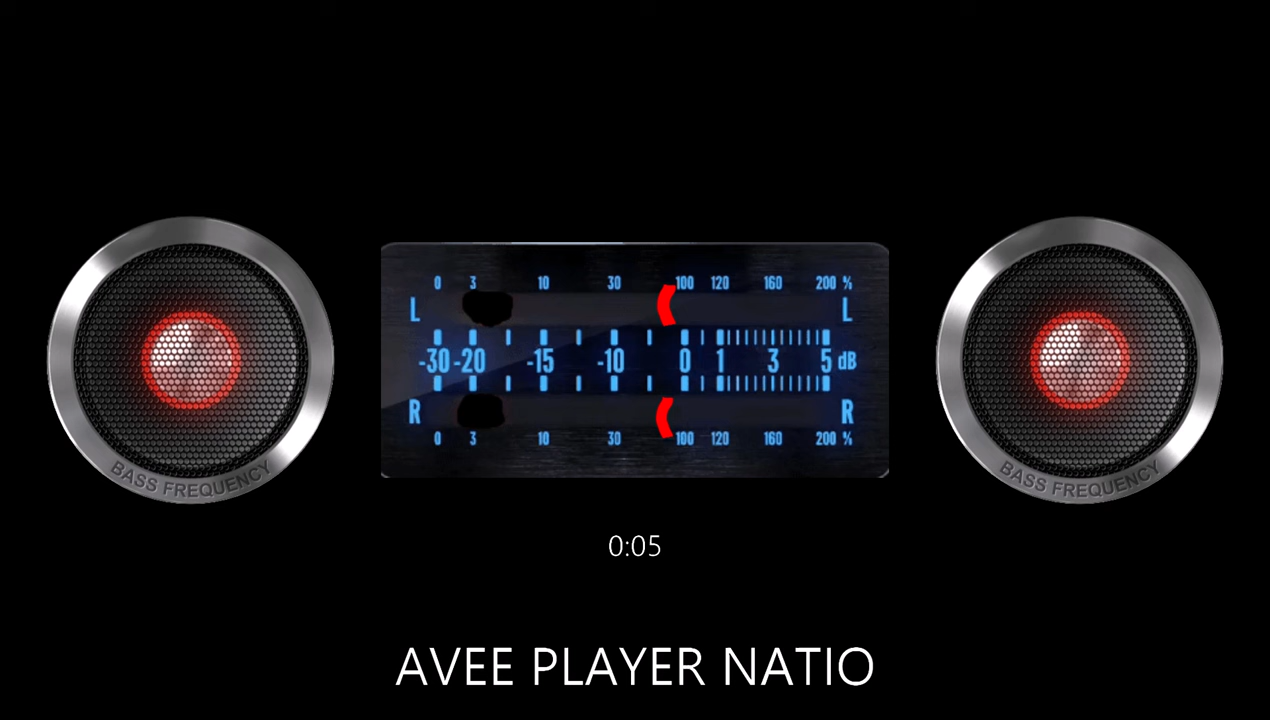 0 3 10 30 100 120 160 200 %
L L
-30 -20 -15 -10 0 1 3 5 dB
R R
0 3 10 30 100 120 160 200 %
BASS FREQUENCY
BASS FREQUENCY
0:05
AVEE PLAYER NATIO